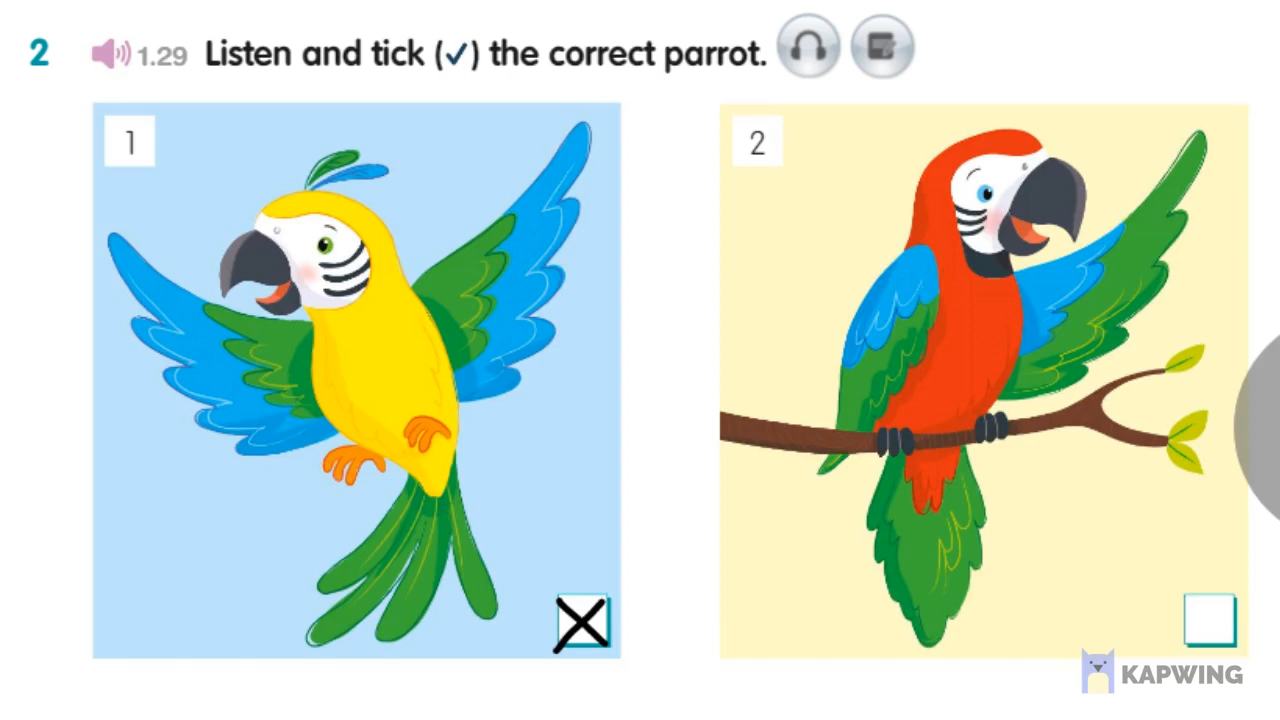 2 1.29 Listen and tick (✓) the correct parrot.
1
2
KAPWING